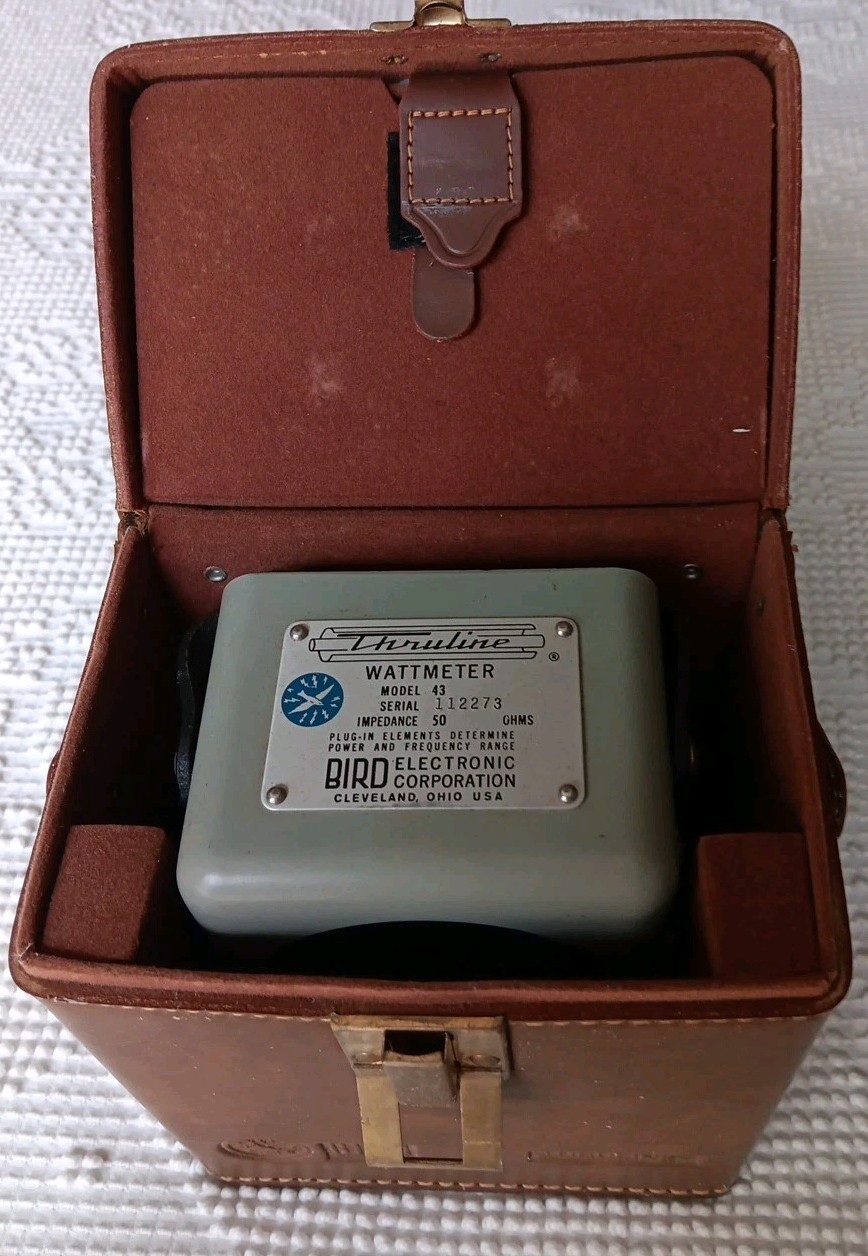 Thruline ®
WATTMETER
MODEL 43
SERIAL 112273
IMPEDANCE 50 OHMS
PLUG-IN ELEMENTS DETERMINE
POWER AND FREQUENCY RANGE
BIRD ELECTRONIC
CORPORATION
CLEVELAND, OHIO USA